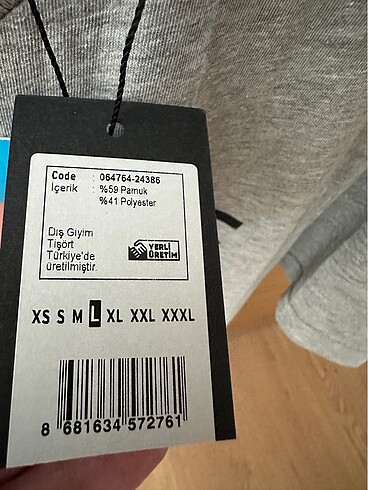 Code : 064764-24386
İçerik : %59 Pamuk
%41 Polyester
Dış Giyim
Tişört
Türkiye'de
üretilmiştir.
YERLİ
ÜRETİM
XS S M L XL XXL XXXL
8 681634 572761